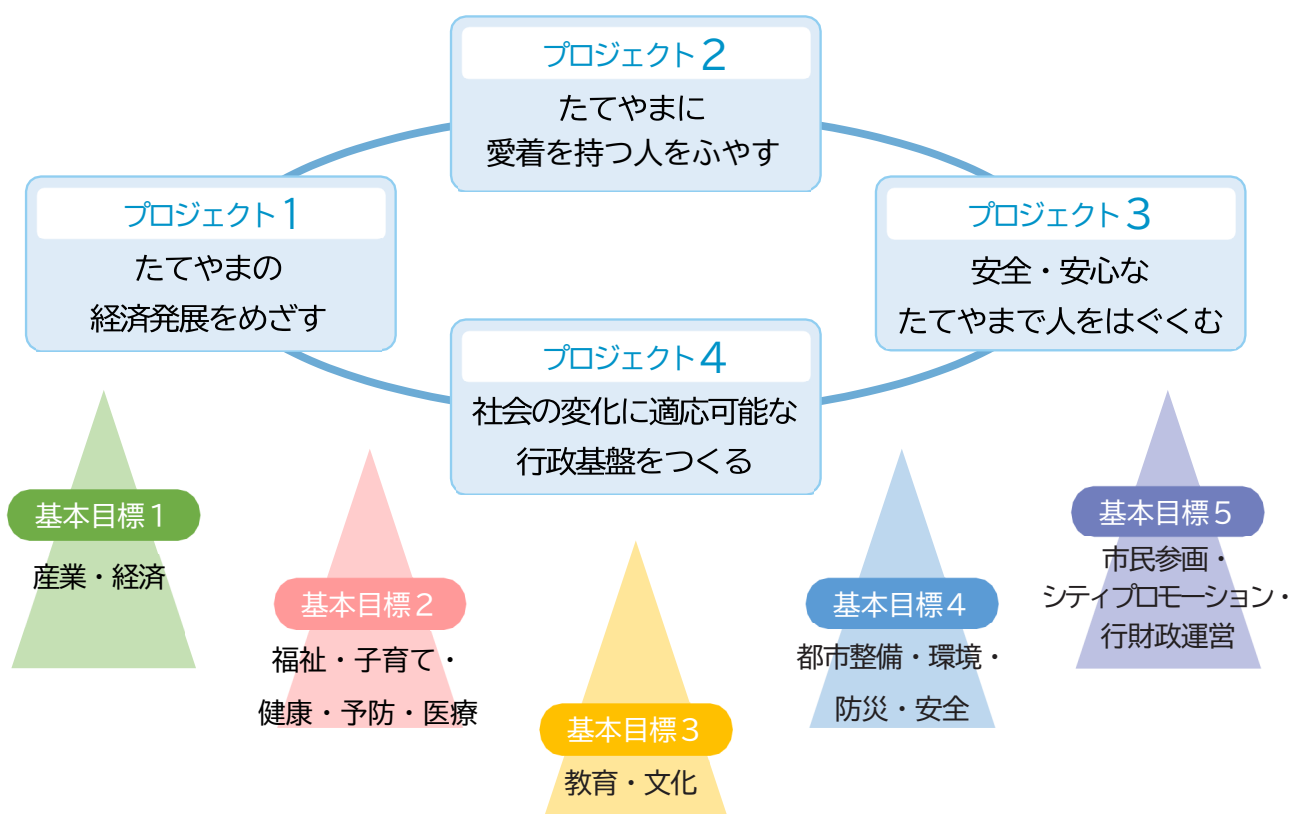 プロジェクト2
たてやまに
愛着を持つ人をふやす
プロジェクト1
たてやまの
経済発展をめざす
プロジェクト3
安全・安心な
たてやまで人をはぐくむ
プロジェクト4
社会の変化に適応可能な
行政基盤をつくる
基本目標1
産業・経済
基本目標2
福祉・子育て・
健康・予防・医療
基本目標3
教育・文化
基本目標4
都市整備・環境・
防災・安全
基本目標5
市民参画・
シティプロモーション・
行財政運営